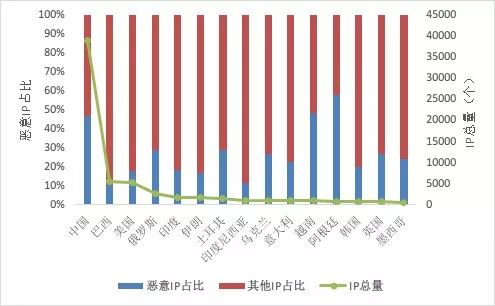 100%
90%
80%
70%
60%
50%
40%
30%
20%
10%
0%
恶意IP占比
45000
40000
35000
30000
25000
20000
15000
10000
5000
0
IP总量（个）
中国
巴西
美国
俄罗斯
印度
伊朗
土耳其
印度尼西亚
乌克兰
意大利
越南
阿根廷
韩国
英国
墨西哥
恶意IP占比 其他IP占比 IP总量